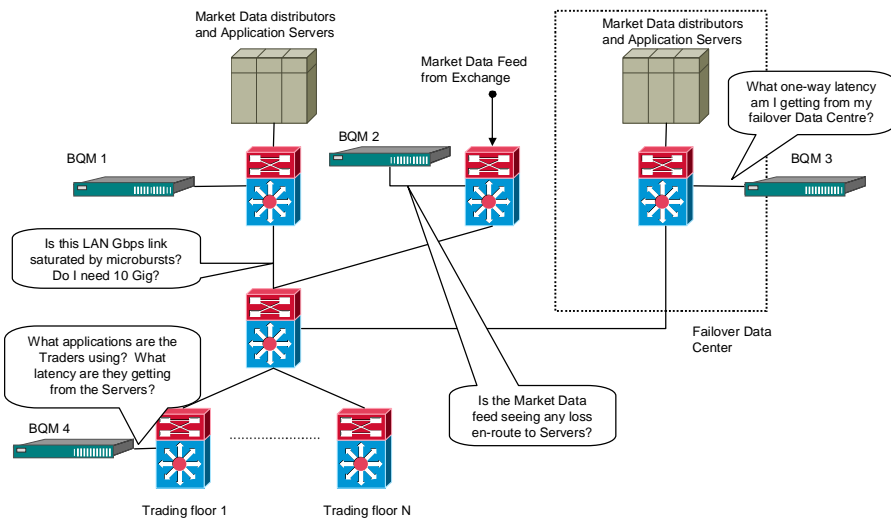 Market Data distributors
and Application Servers
Market Data Feed
from Exchange
Market Data distributors
and Application Servers
What one-way latency
am I getting from my
failover Data Centre?
BQM 1
BQM 2
BQM 3
Is this LAN Gbps link
saturated by microbursts?
Do I need 10 Gig?
Failover Data
Center
What applications are the
Traders using?  What
latency are they getting
from the Servers?
Is the Market Data
feed seeing any loss
en-route to Servers?
BQM 4
Trading floor 1
Trading floor N